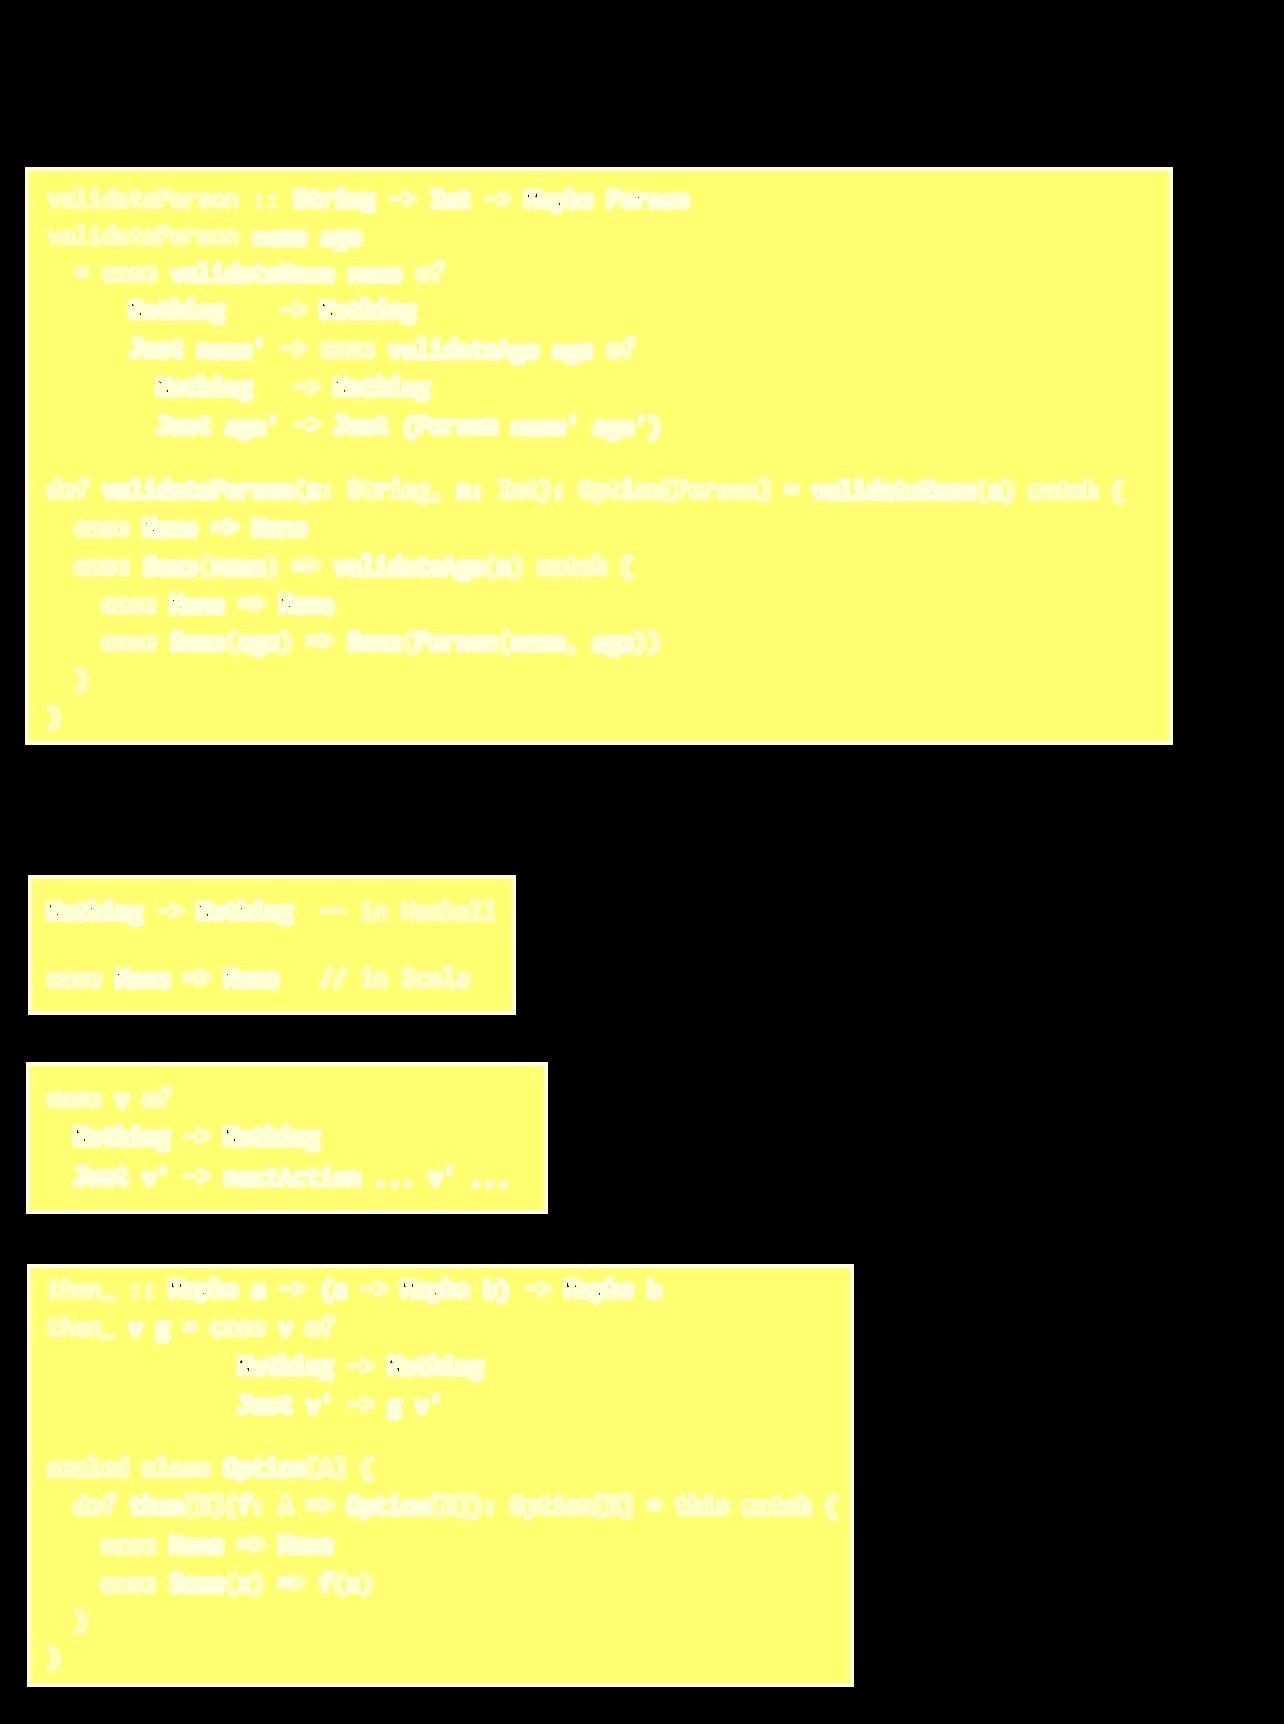 validatePerson :: String -> Int -> Maybe Person
validatePerson name age
  = case validateName name of
      Nothing    -> Nothing
      Just name' -> case validateAge age of
        Nothing   -> Nothing
        Just age' -> Just (Person name' age')
def validatePerson(s: String, n: Int): Option[Person] = validateName(s) match {
  case None => None
  case Some(name) => validateAge(n) match {
    case None => None
    case Some(age) => Some(Person(name, age))
  }
}
Nothing -> Nothing  -- in Haskell
case None => None   // in Scala
case v of
  Nothing -> Nothing
  Just v' -> nextAction ... v' ...
then_ :: Maybe a -> (a -> Maybe b) -> Maybe b
then_ v g = case v of
              Nothing -> Nothing
              Just v' -> g v'
sealed class Option[A] {
  def then[B](f: A => Option[B]): Option[B] = this match {
    case None => None
    case Some(x) => f(x)
  }
}